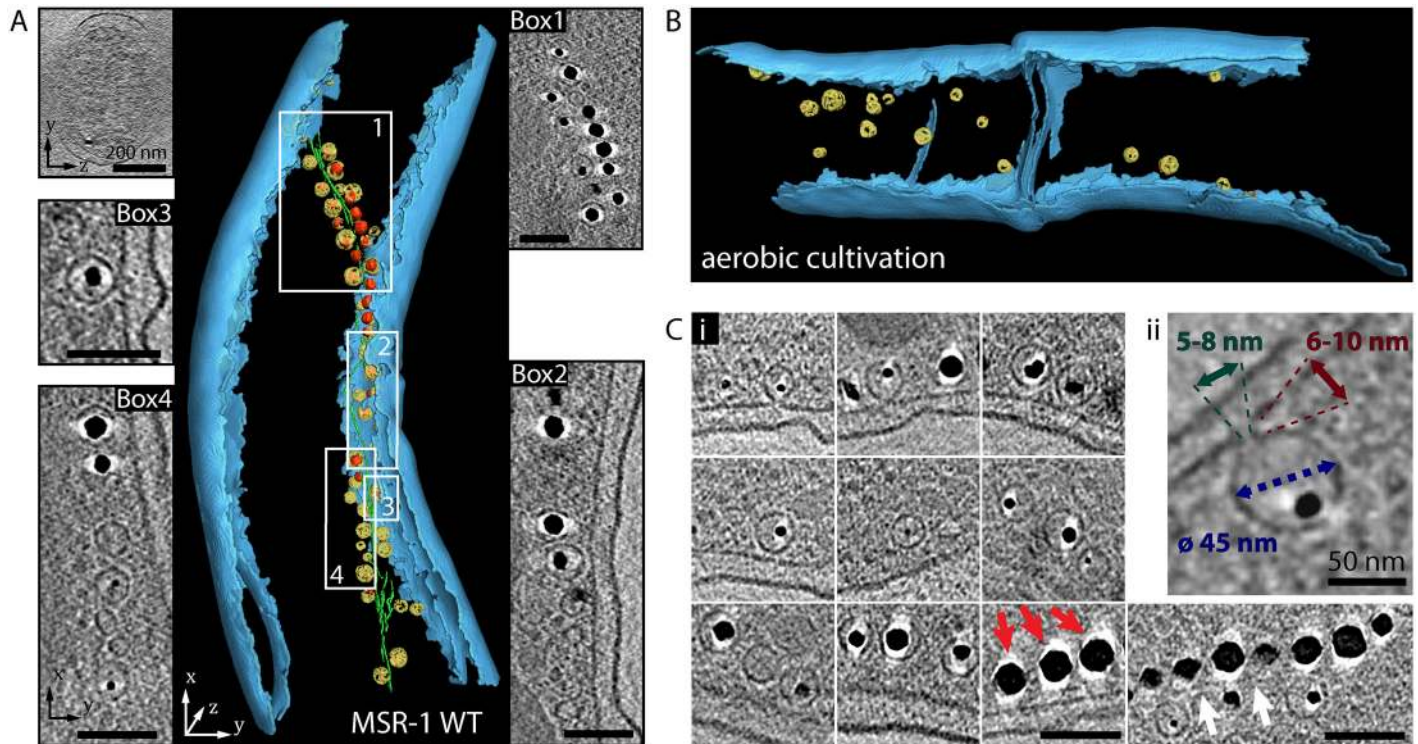 A
Box1
B
1
y
z
200 nm
Box3
aerobic cultivation
C
i
ii
5-8 nm
6-10 nm
2
Box4
Box2
3
4
ø 45 nm
50 nm
x
y
x
z
y
MSR-1 WT